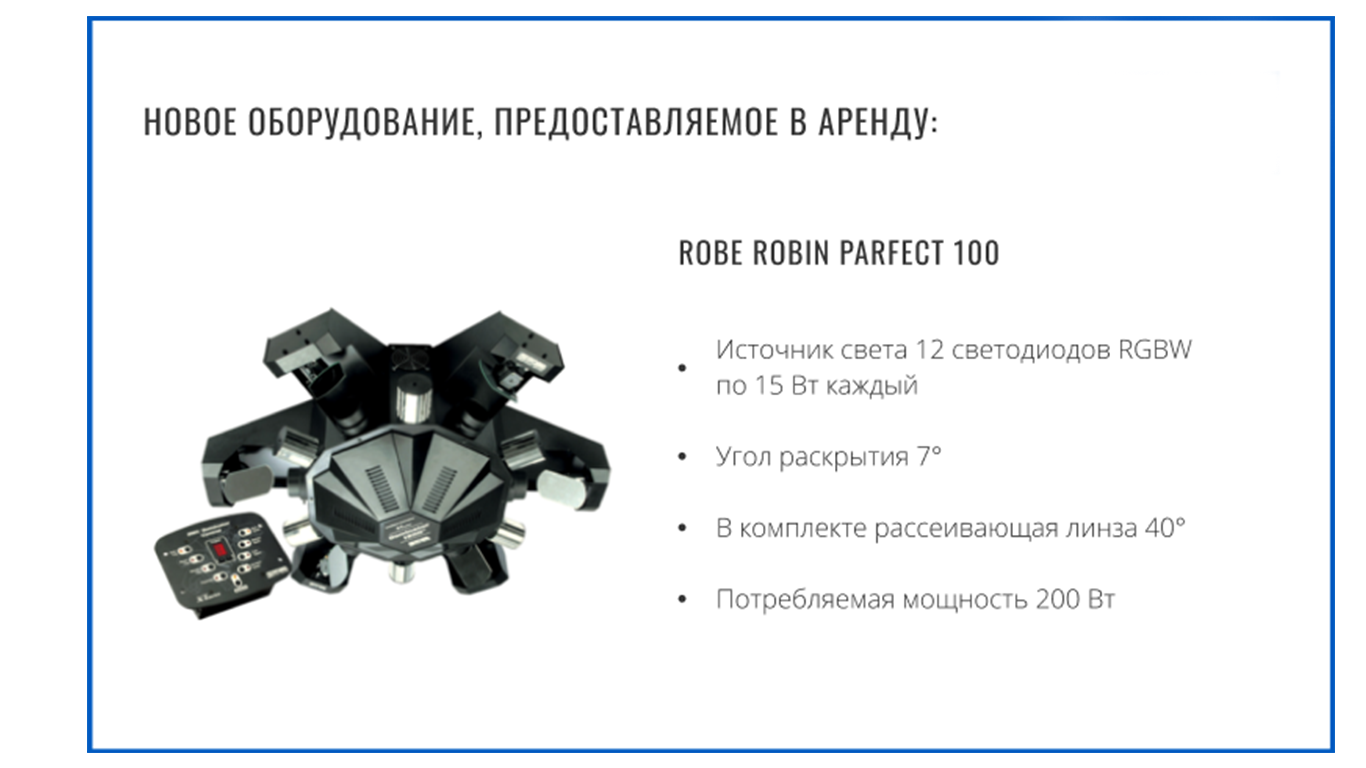 НОВОЕ ОБОРУДОВАНИЕ, ПРЕДОСТАВЛЯЕМОЕ В АРЕНДУ:
ROBE ROBIN PARFECT 100
• Источник света 12 светодиодов RGBW
по 15 Вт каждый
• Угол раскрытия 7°
• В комплекте рассеивающая линза 40°
• Потребляемая мощность 200 Вт